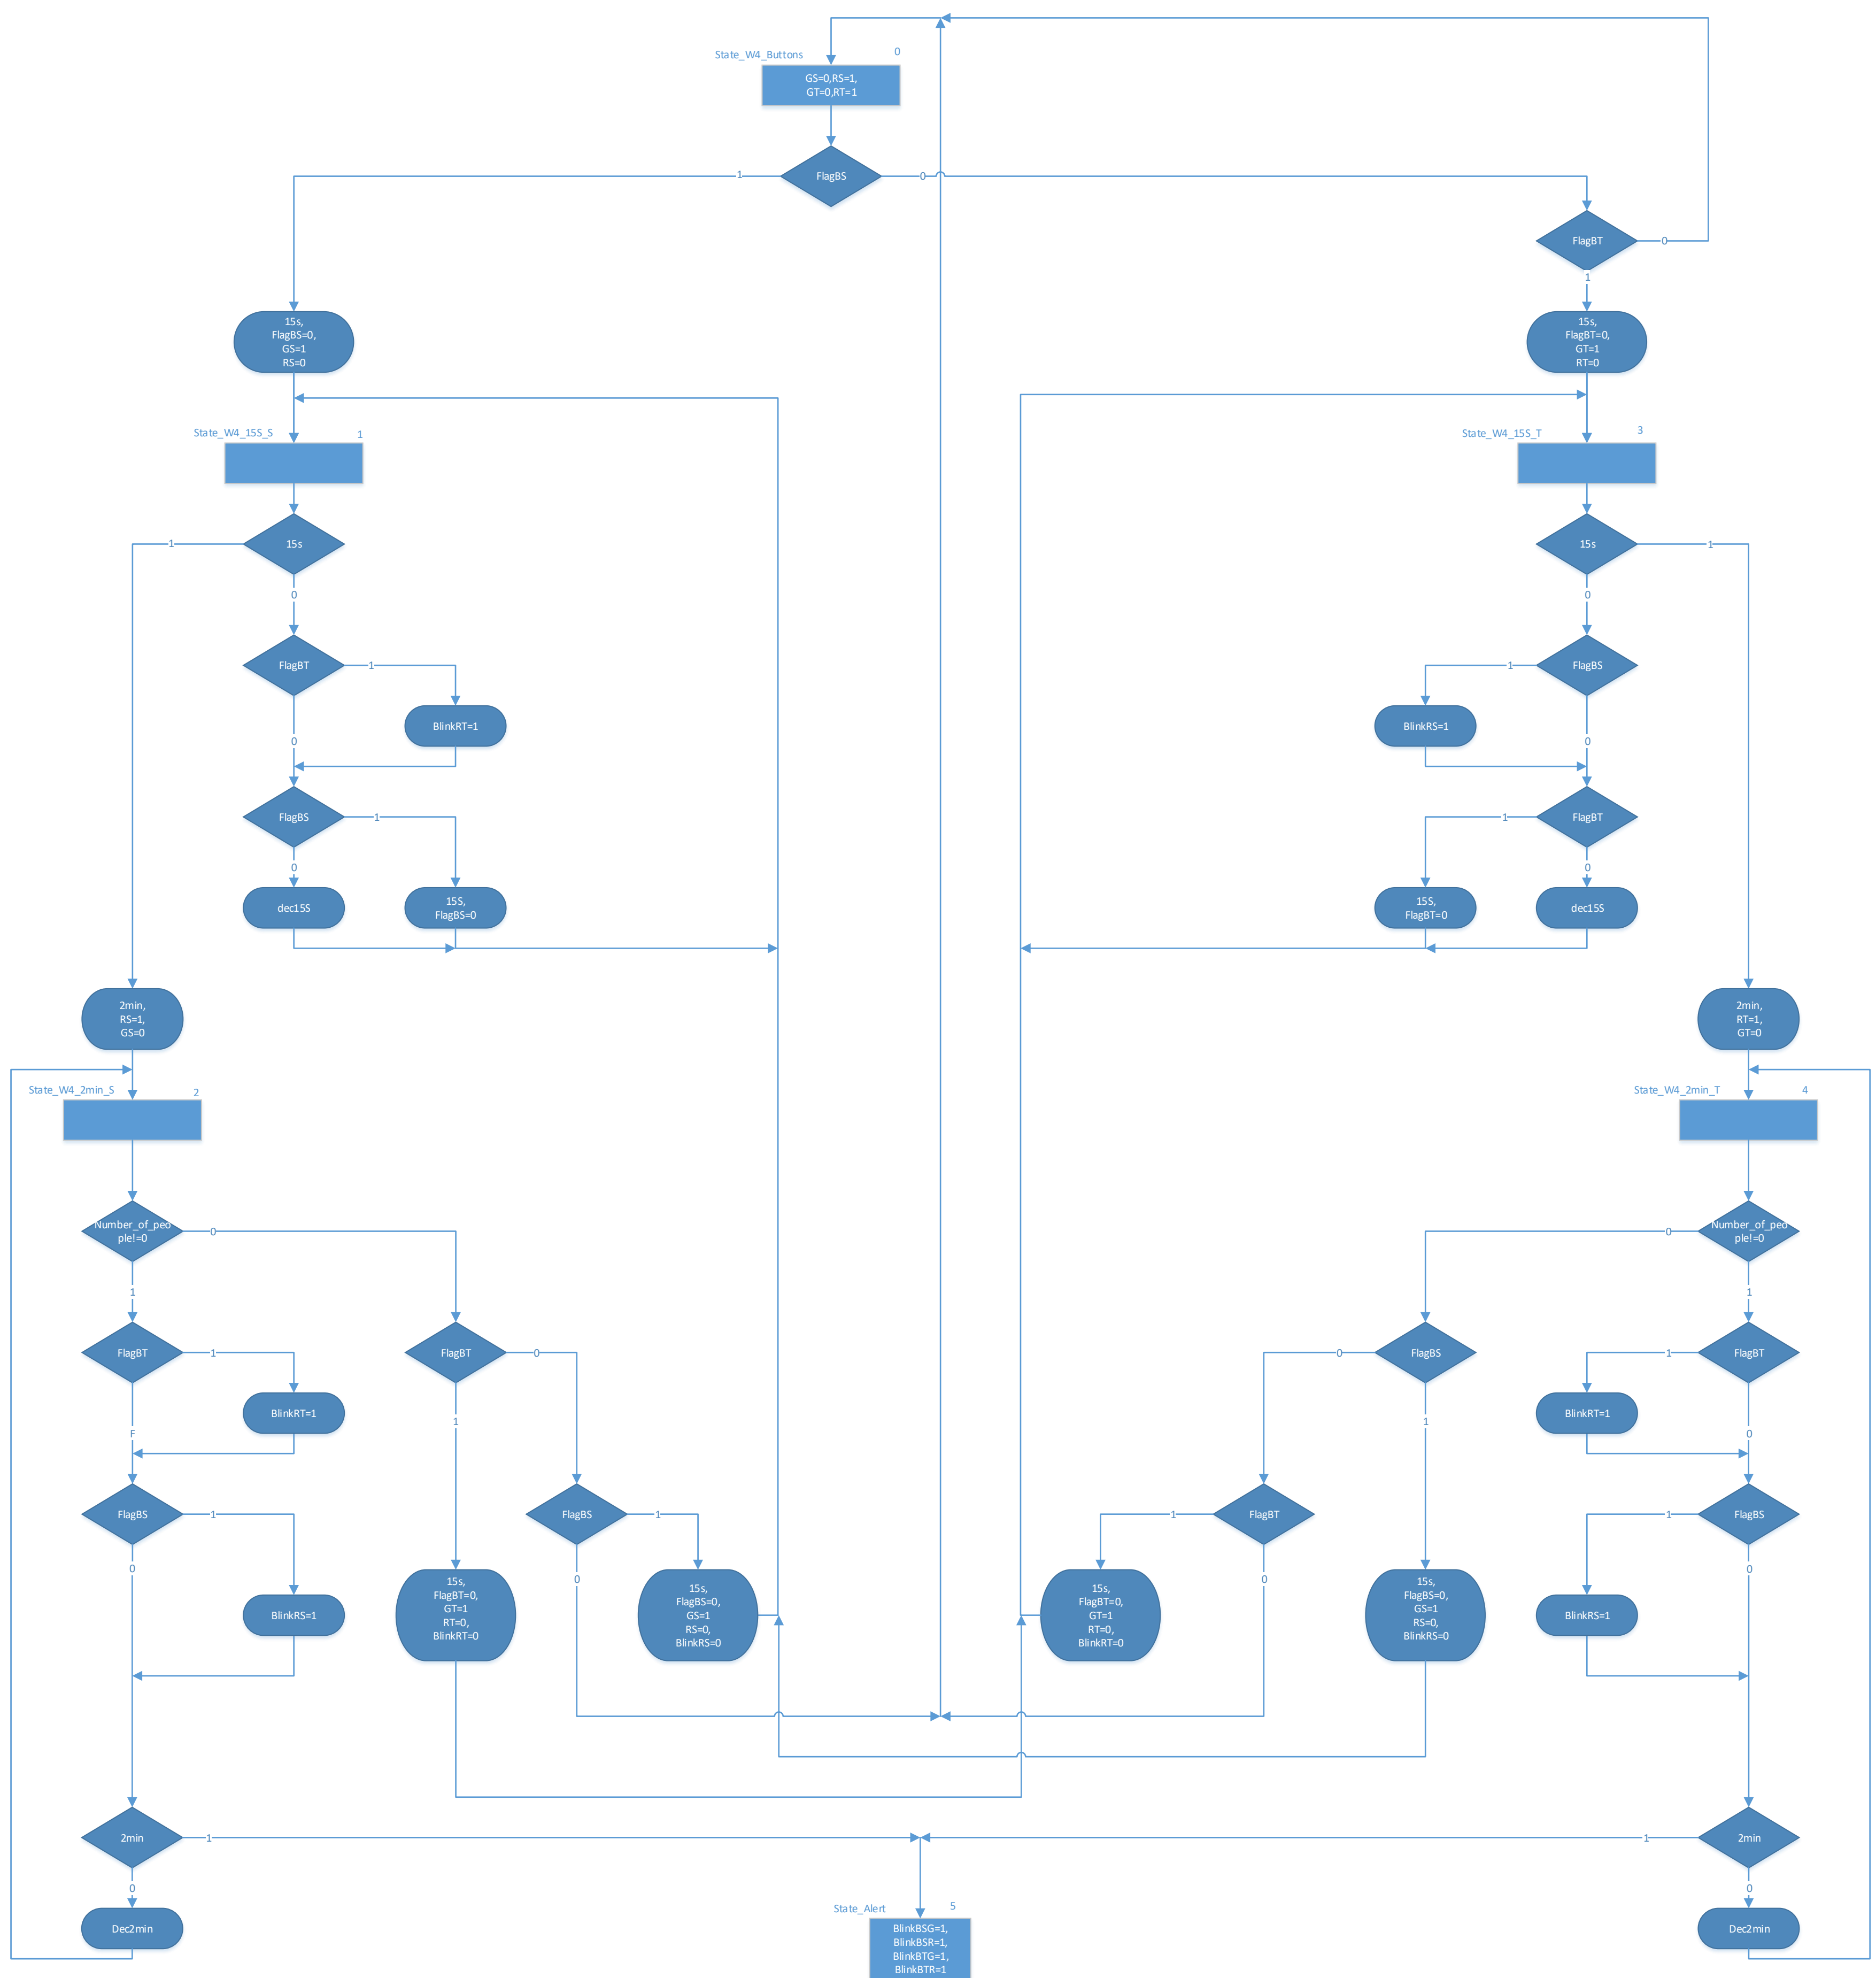 State_W4_Buttons
0
GS=0,RS=1,
GT=0,RT=1
FlagBS
1
0
FlagBT
0
1
15s,
FlagBS=0,
GS=1
RS=0
15s,
FlagBT=0,
GT=1
RT=0
State_W4_15S_S
1
State_W4_15S_T
3
15s
1
0
15s
1
0
FlagBT
1
0
BlinkRT=1
FlagBS
1
0
BlinkRS=1
FlagBS
1
0
FlagBT
1
0
dec15S
15S,
FlagBS=0
15S,
FlagBT=0
dec15S
2min,
RS=1,
GS=0
2min,
RT=1,
GT=0
State_W4_2min_S
2
State_W4_2min_T
4
Number_of_peo
ple!=0
0
1
Number_of_peo
ple!=0
0
1
FlagBT
1
F
FlagBT
0
1
FlagBS
0
1
FlagBT
1
0
BlinkRT=1
BlinkRT=1
FlagBS
1
0
FlagBS
1
0
FlagBT
1
0
FlagBS
1
0
BlinkRS=1
15s,
FlagBT=0,
GT=1
RT=0,
BlinkRT=0
15s,
FlagBS=0,
GS=1
RS=0,
BlinkRS=0
15s,
FlagBT=0,
GT=1
RT=0,
BlinkRT=0
15s,
FlagBS=0,
GS=1
RS=0,
BlinkRS=0
BlinkRS=1
2min
1
0
2min
1
0
Dec2min
Dec2min
State_Alert
5
BlinkBSG=1,
BlinkBSR=1,
BlinkBTG=1,
BlinkBTR=1